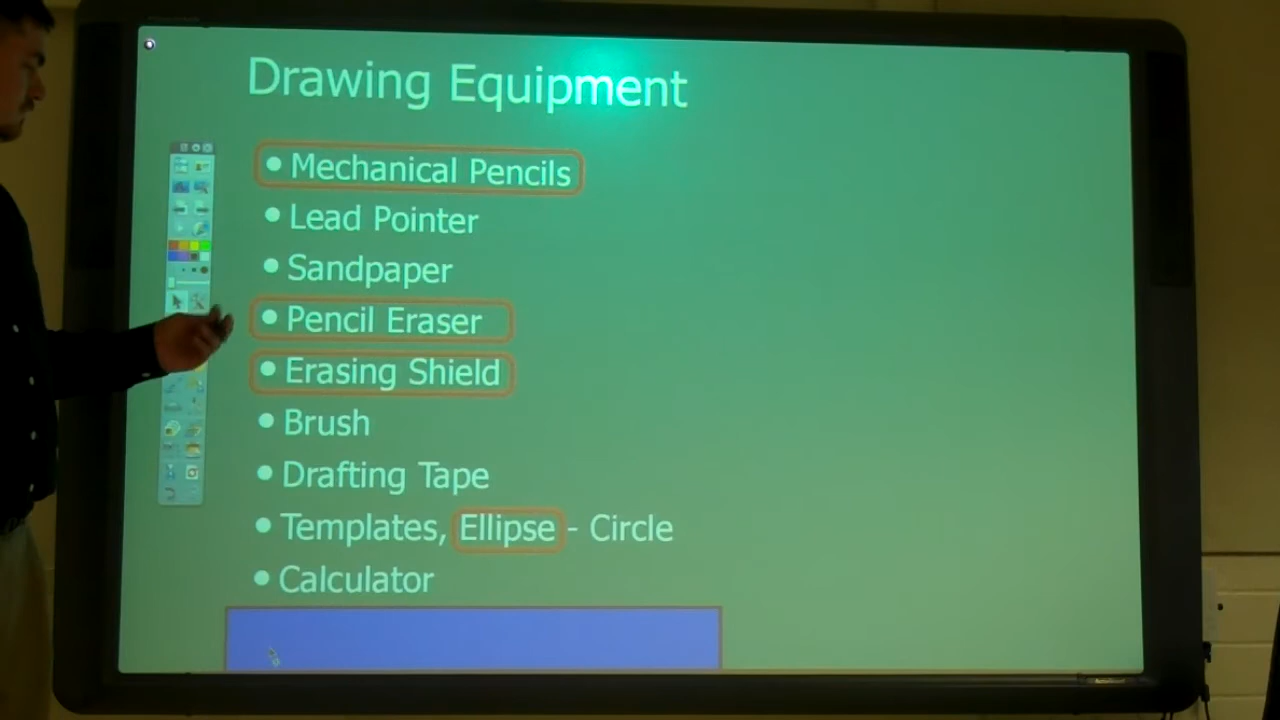 Drawing Equipment
• Mechanical Pencils
• Lead Pointer
• Sandpaper
• Pencil Eraser
• Erasing Shield
• Brush
• Drafting Tape
• Templates, Ellipse - Circle
• Calculator